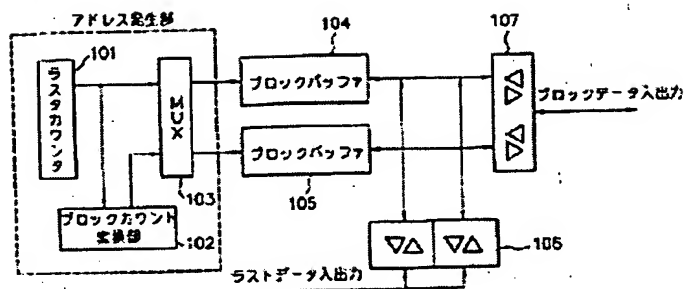 アドレス発生部
101
ラスタカウンタ
MUX
103
ブロックカウント
変換部
102
104
ブロックバッファ
ブロックバッファ
105
107
ブロックデータ入出力
106
ラストデータ入出力